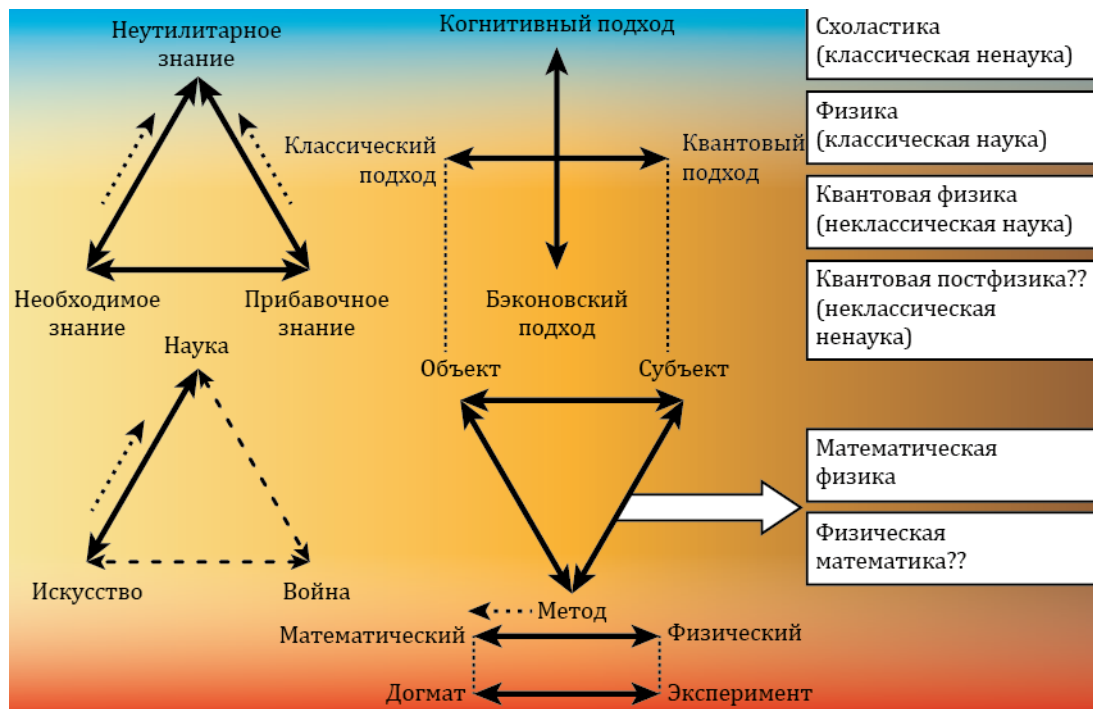 Неутилитарное
знание
Необходимое
знание
Прибавочное
знание
Наука
Искусство
Война
Когнитивный подход
Классический
подход
Квантовый
подход
Бэконовский
подход
Объект
Субъект
Метод
Математический
Физический
Догмат
Эксперимент
Схоластика
(классическая ненаука)
Физика
(классическая наука)
Квантовая физика
(неклассическая наука)
Квантовая постфизика??
(неклассическая
ненаука)
Математическая
физика
Физическая
математика??